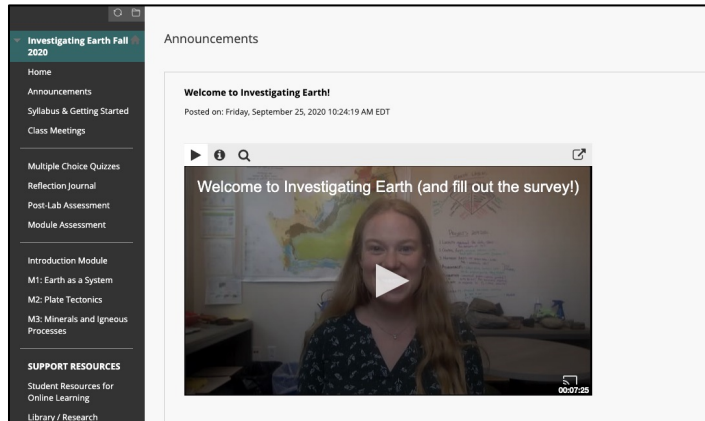 Investigating Earth Fall
2020
Home
Announcements
Syllabus & Getting Started
Class Meetings
Multiple Choice Quizzes
Reflection Journal
Post-Lab Assessment
Module Assessment
Introduction Module
M1: Earth as a System
M2: Plate Tectonics
M3: Minerals and Igneous
Processes
SUPPORT RESOURCES
Student Resources for
Online Learning
Library / Research
Announcements
Welcome to Investigating Earth!
Posted on: Friday, September 25, 2020 10:24:19 AM EDT
Welcome to Investigating Earth (and fill out the survey!)
00:07:25